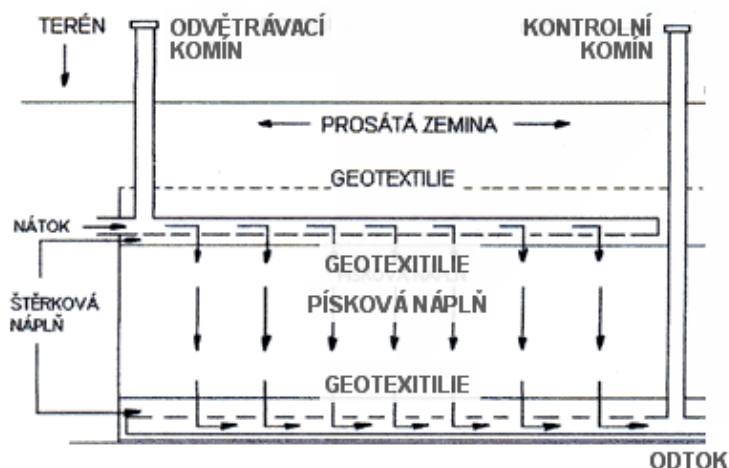 TERÉN
ODVĚTRÁVACÍ
KOMÍN
KONTROLNÍ
KOMÍN
PROSÁTÁ ZEMINA
GEOTEXTILIE
NÁTOK
GEOTEXITILIE
PÍSKOVÁ NÁPLŇ
ŠTĚRKOVÁ
NÁPLŇ
GEOTEXITILIE
ODTOK